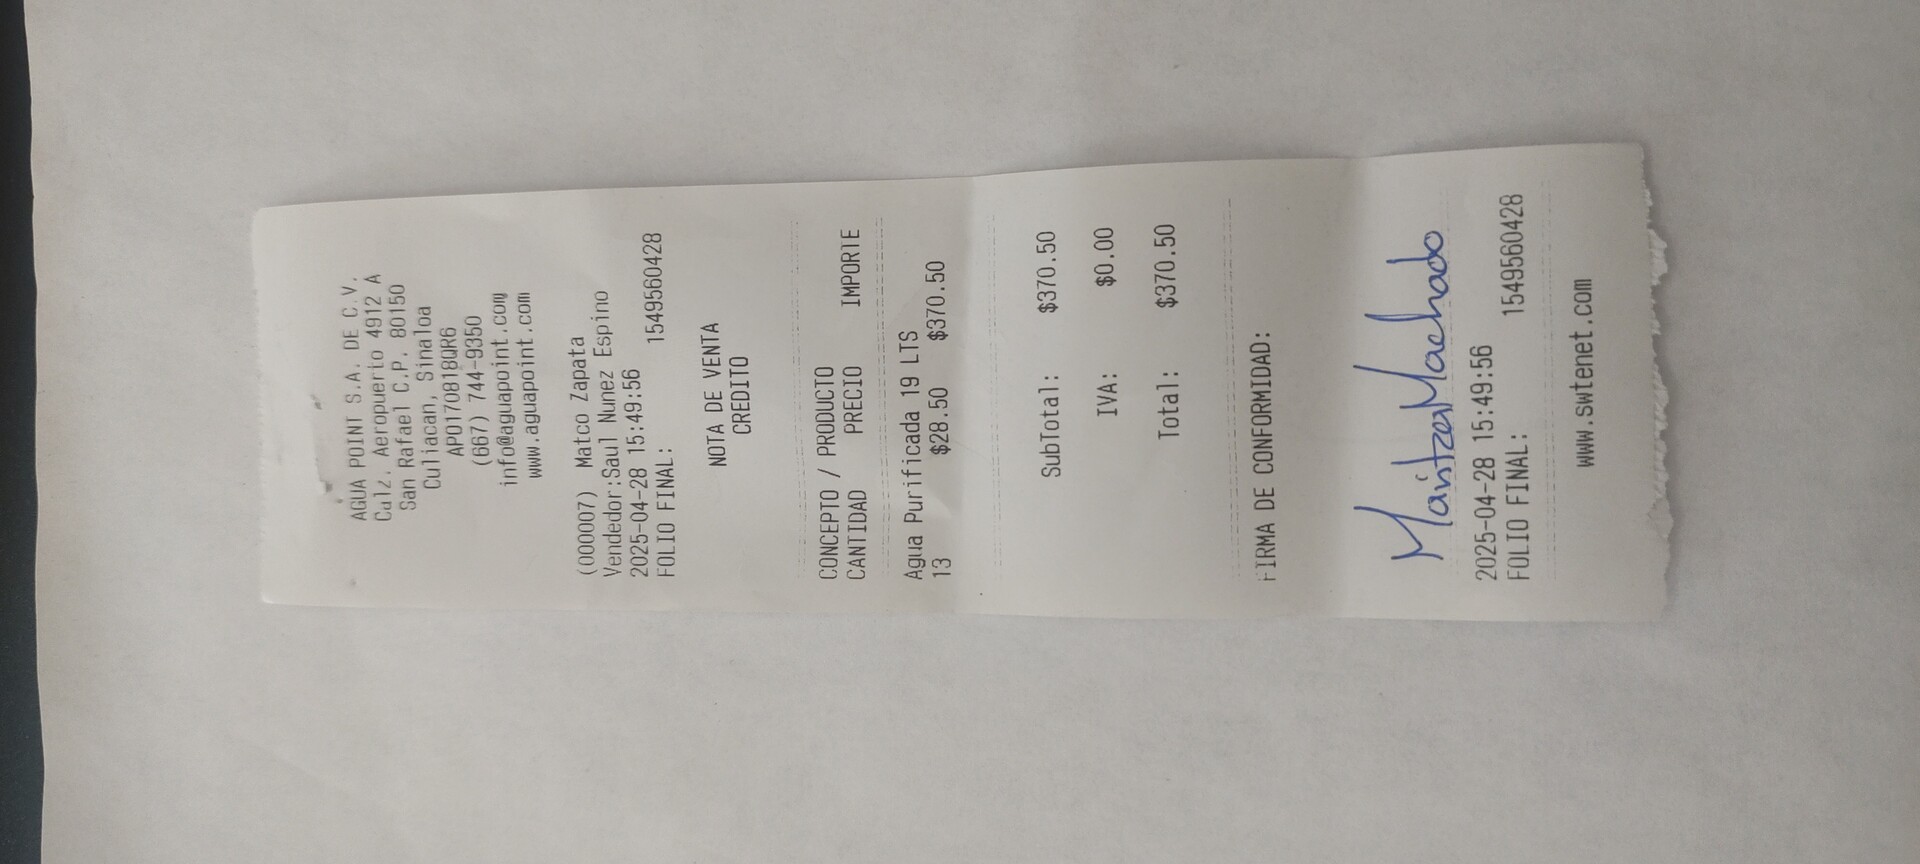 AGUA POINT S.A. DE C.V.
Calz. Aeropuerto 4912 A
San Rafael C.P. 80150
Culiacan, Sinaloa
APO170818QR6
(667) 744-9350
info@aguapoint.com
www.aguapoint.com
(000007) Matco Zapata
Vendedor:Saul Nunez Espino
2025-04-28 15:49:56
FOLIO FINAL: 1549560428
NOTA DE VENTA
CREDITO
CONCEPTO / PRODUCTO
CANTIDAD PRECIO IMPORTE
Agua Purificada 19 LTS
13 $28.50 $370.50
SubTotal: $370.50
IVA: $0.00
Total: $370.50
FIRMA DE CONFORMIDAD:
Maritza Machado
2025-04-28 15:49:56
FOLIO FINAL: 1549560428
www.swtenet.com